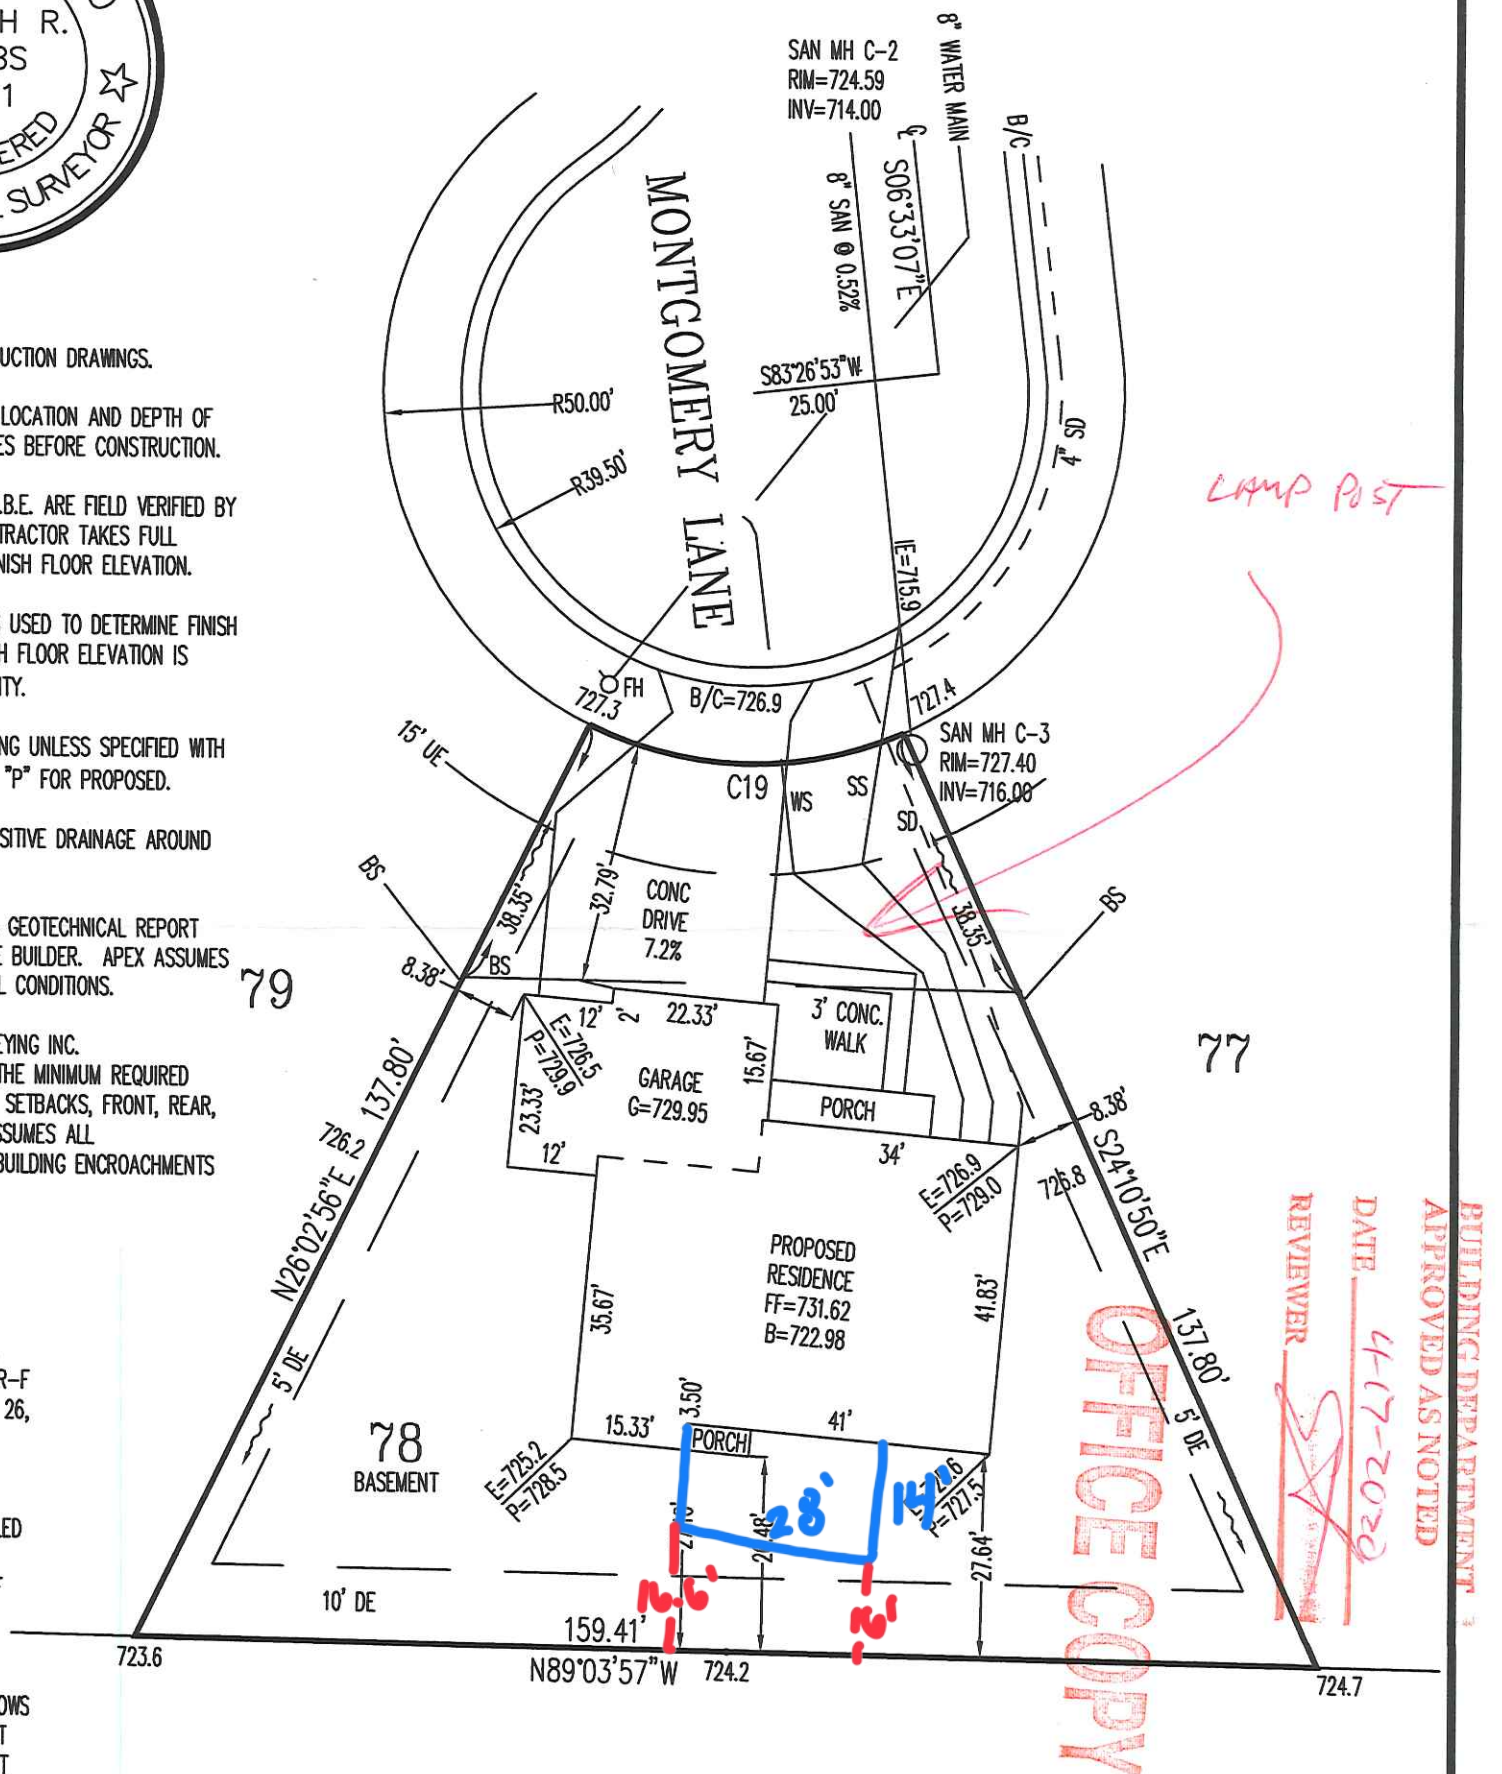 H R.
BS
1
ERED
SURVEYOR
SAN MH C-2
RIM=724.59
INV=714.00
8" WATER MAIN
B/C
S06°33'07"E
8" SAN @ 0.52%
MONTGOMERY LANE
S83°26'53"W
25.00'
R50.00'
R39.50'
4" SD
LAMP POST
IE=715.9
UCTION DRAWINGS.
LOCATION AND DEPTH OF
ES BEFORE CONSTRUCTION.
.B.E. ARE FIELD VERIFIED BY
TRACTOR TAKES FULL
NISH FLOOR ELEVATION.
USED TO DETERMINE FINISH
H FLOOR ELEVATION IS
ITY.
NG UNLESS SPECIFIED WITH
"P" FOR PROPOSED.
SITIVE DRAINAGE AROUND
GEOTECHNICAL REPORT
E BUILDER. APEX ASSUMES
L CONDITIONS.
EYING INC.
THE MINIMUM REQUIRED
SETBACKS, FRONT, REAR,
SSUMES ALL
BUILDING ENCROACHMENTS
R-F
26,
LED
OWS
T
T
FH
727.3
B/C=726.9
727.4
SAN MH C-3
RIM=727.40
INV=716.00
15' UE
C19
WS
SS
SD
BS
38.35'
32.79'
CONC
DRIVE
7.2%
38.35'
BS
8.38'
BS
79
77
12'
2'
22.33'
3' CONC.
WALK
E=726.5
P=729.9
15.67'
GARAGE
G=729.95
23.33'
12'
PORCH
34'
8.38'
137.80'
726.2
N26°02'56"E
E=726.9
P=729.0
726.8
S24°10'50"E
137.80'
PROPOSED
RESIDENCE
FF=731.62
B=722.98
35.67'
41.83'
5' DE
5' DE
3.50'
15.33'
PORCH
41'
78
BASEMENT
E=725.2
P=728.5
P=727.5
28'
14'
27.64'
16.6'
16'
10' DE
159.41'
N89°03'57"W
723.6
724.2
724.7
BUILDING DEPARTMENT
APPROVED AS NOTED
DATE 4-17-2020
REVIEWER
OFFICE COPY